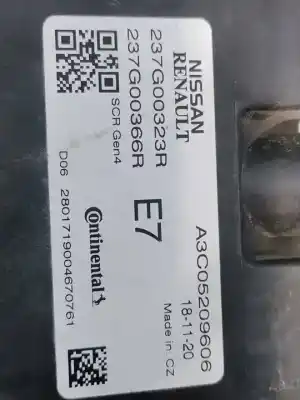 NISSAN
RENAULT
237G00323R
237G00366R
SCR Gen4
E7
A3C05209606
18-11-20
Made in CZ
Continental
D06 2801719004670761